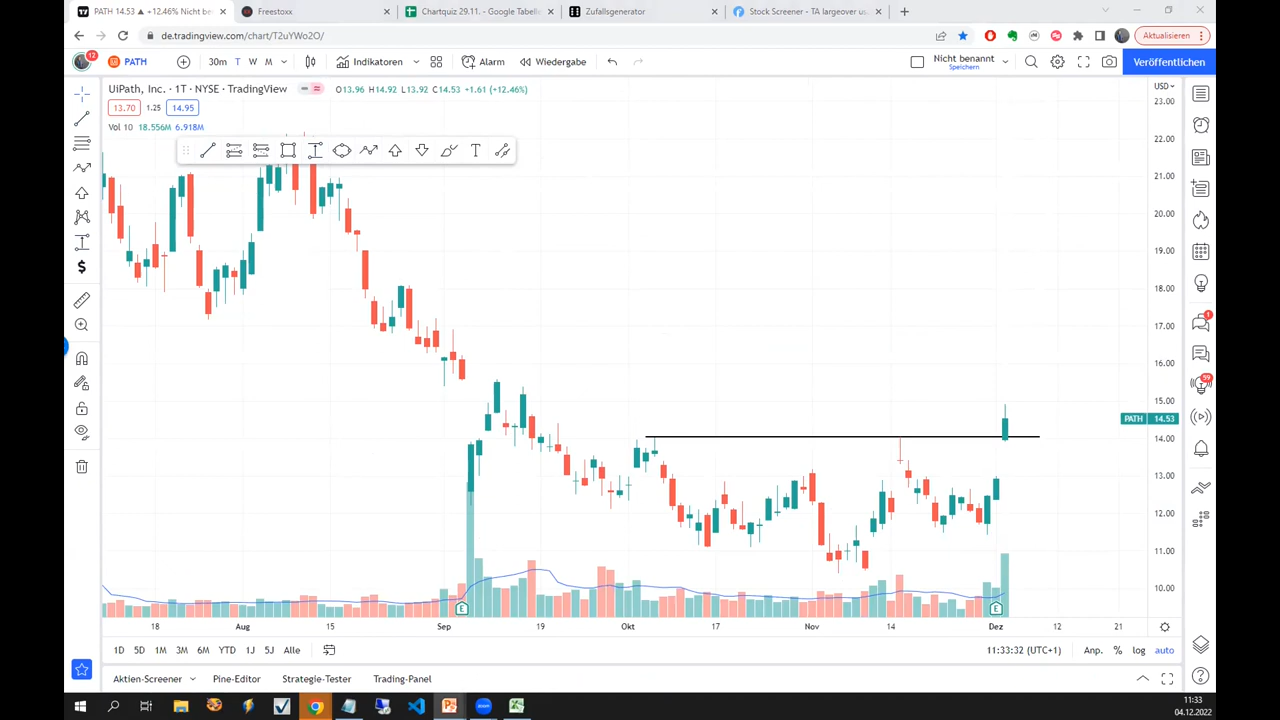 PATH 14.53 ▲ +12.46% Nicht be
Freestoxx
Chartquiz 29.11. - Google Tabelle
Zufallsgenerator
Stock Screener - TA largeover us
de.tradingview.com/chart/T2uYWo2O/
Aktualisieren
12
PATH
30m T W M
Indikatoren
Alarm
Wiedergabe
Nicht benannt
Speichern
Veröffentlichen
UiPath, Inc. · 1T · NYSE · TradingView
O13.96 H14.92 L13.92 C14.53 +1.61 (+12.46%)
13.70 1.25 14.95
Vol 10 18.556M 6.918M
T
USD
23.00
22.00
21.00
20.00
19.00
18.00
17.00
16.00
15.00
PATH 14.53
14.00
13.00
12.00
11.00
10.00
1
59
$
E
E
18 Aug 15 Sep 19 Okt 17 Nov 14 Dez 12 21
1D 5D 1M 3M 6M YTD 1J 5J Alle
11:33:32 (UTC+1) Anp. % log auto
Aktien-Screener
Pine-Editor
Strategie-Tester
Trading-Panel
11:33
04.12.2022